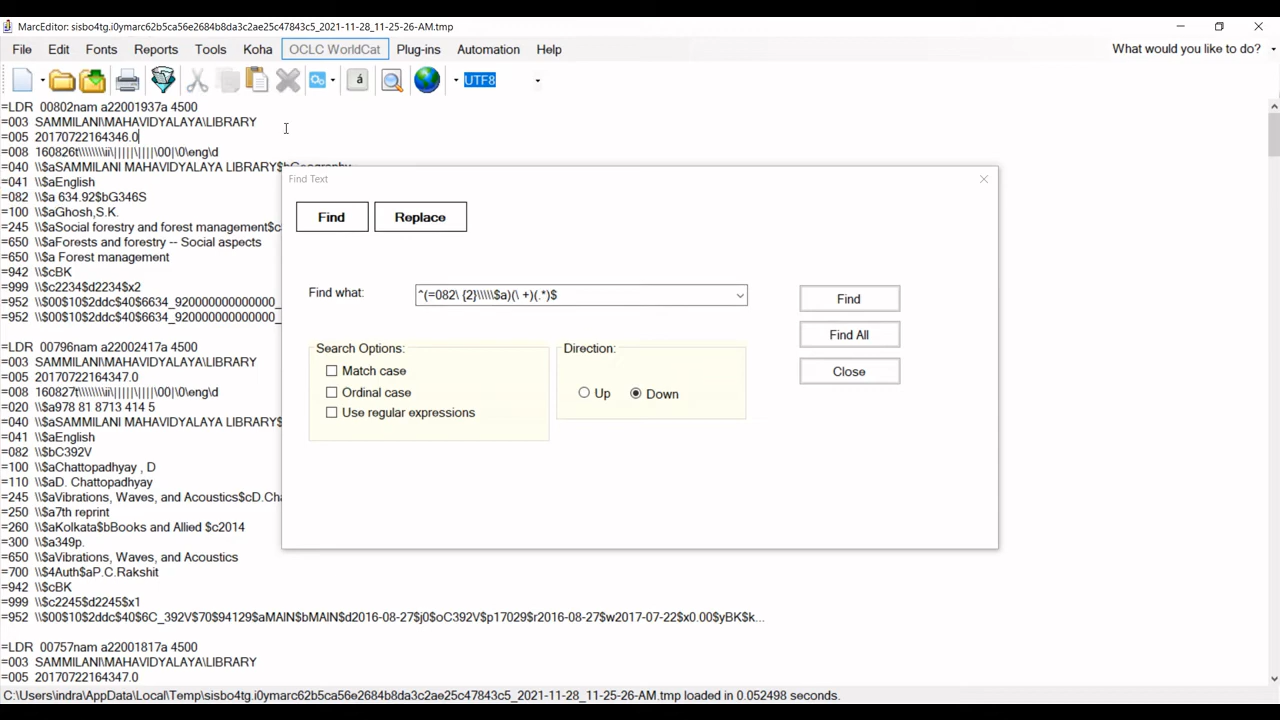 MarcEditor: sisbo4tg.i0ymarc62b5ca56e2684b8da3c2ae25c47843c5_2021-11-28_11-25-26-AM.tmp
File Edit Fonts Reports Tools Koha OCLC WorldCat Plug-ins Automation Help What would you like to do?
á UTF8
=LDR 00802nam a22001937a 4500
=003 SAMMILANI\MAHAVIDYALAYA\LIBRARY
=005 20170722164346.0
=008 160826t\\\\\\\\ii\|||||\||||\00|\0\eng\d
=040 \\$aSAMMILANI MAHAVIDYALAYA LIBRARY$bGeography
=041 \\$aEnglish
=082 \\$a 634.92$bG346S
=100 \\$aGhosh,S.K.
=245 \\$aSocial forestry and forest management$c
=650 \\$aForests and forestry -- Social aspects
=650 \\$a Forest management
=942 \\$cBK
=999 \\$c2234$d2234$x2
=952 \\$00$10$2ddc$40$6634_920000000000000_
=952 \\$00$10$2ddc$40$6634_920000000000000_
=LDR 00796nam a22002417a 4500
=003 SAMMILANI\MAHAVIDYALAYA\LIBRARY
=005 20170722164347.0
=008 160827t\\\\\\\\ii\|||||\||||\00|\0\eng\d
=020 \\$a978 81 8713 414 5
=040 \\$aSAMMILANI MAHAVIDYALAYA LIBRARY$
=041 \\$aEnglish
=082 \\$bC392V
=100 \\$aChattopadhyay , D
=110 \\$aD. Chattopadhyay
=245 \\$aVibrations, Waves, and Acoustics$cD.Cha
=250 \\$a7th reprint
=260 \\$aKolkata$bBooks and Allied $c2014
=300 \\$a349p.
=650 \\$aVibrations, Waves, and Acoustics
=700 \\$4Auth$aP.C.Rakshit
=942 \\$cBK
=999 \\$c2245$d2245$x1
=952 \\$00$10$2ddc$40$6C_392V$70$94129$aMAIN$bMAIN$d2016-08-27$j0$oC392V$p17029$r2016-08-27$w2017-07-22$x0.00$yBK$k...
=LDR 00757nam a22001817a 4500
=003 SAMMILANI\MAHAVIDYALAYA\LIBRARY
=005 20170722164347.0
Find Text
Find Replace
Find what: ^(=082\ {2}\\\\\$a)(\ +)(.*)$ Find
Find All
Close
Search Options:
Match case
Ordinal case
Use regular expressions
Direction:
Up Down
C:\Users\indra\AppData\Local\Temp\sisbo4tg.i0ymarc62b5ca56e2684b8da3c2ae25c47843c5_2021-11-28_11-25-26-AM.tmp loaded in 0.052498 seconds.